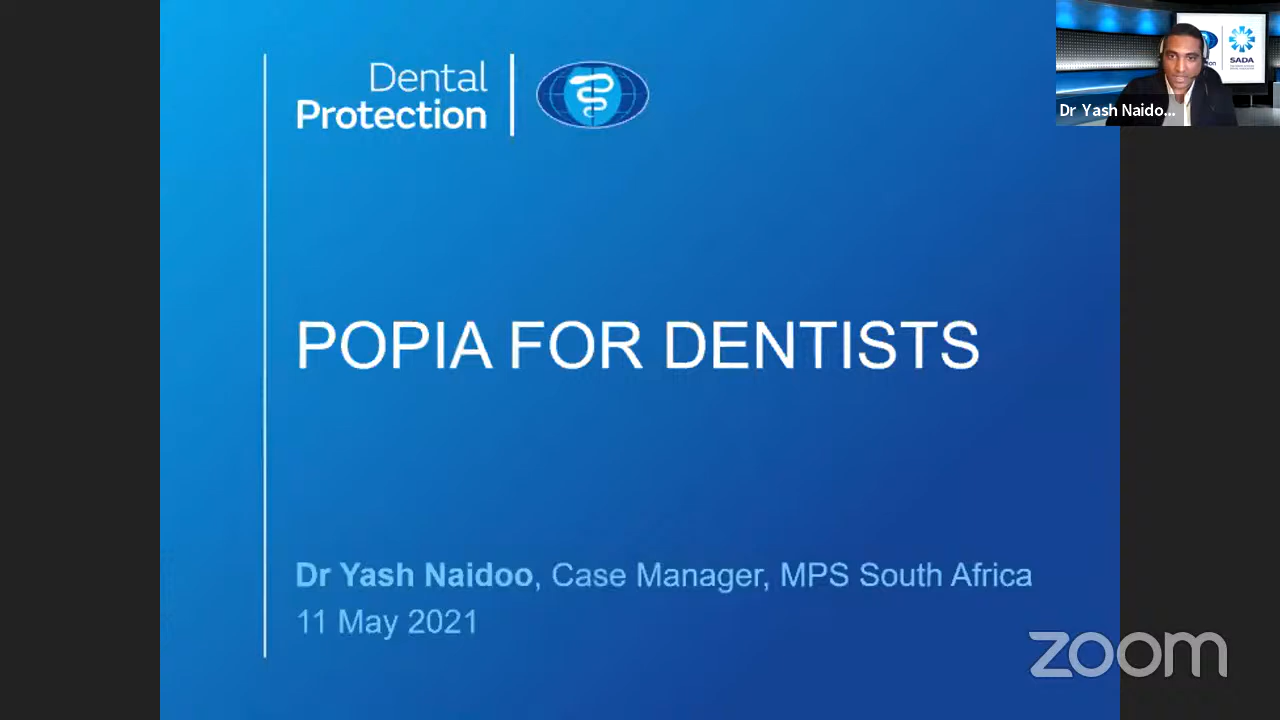 Dental
Protection
SADA
Dr Yash Naido...
POPIA FOR DENTISTS
Dr Yash Naidoo, Case Manager, MPS South Africa
11 May 2021
zoom